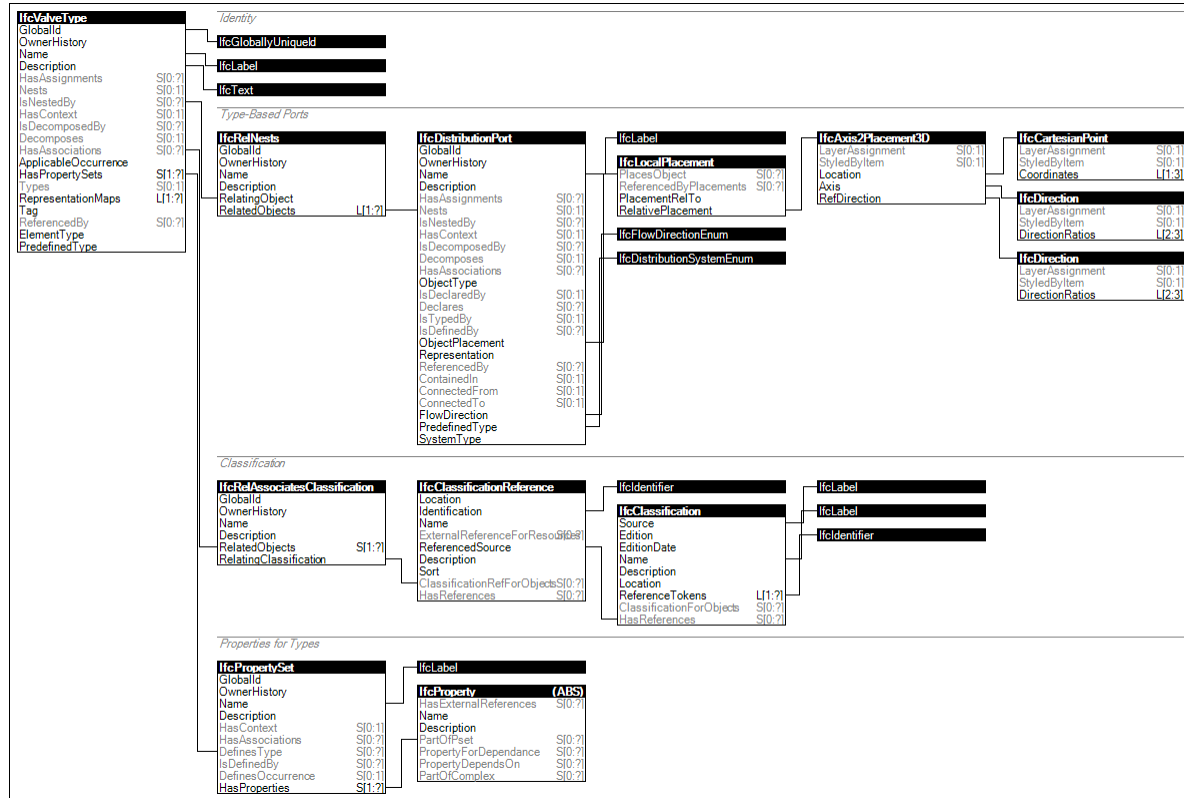 Identity
IfcValveType
GlobalId
OwnerHistory
Name
Description
HasAssignments S[0:?]
Nests S[0:1]
IsNestedBy S[0:?]
HasContext S[0:1]
IsDecomposedBy S[0:?]
Decomposes S[0:1]
HasAssociations S[0:?]
ApplicableOccurrence
HasPropertySets S[1:?]
Types S[0:1]
RepresentationMaps L[1:?]
Tag
ReferencedBy S[0:?]
ElementType
PredefinedType
IfcGloballyUniqueId
IfcLabel
IfcText
Type-Based Ports
IfcRelNests
GlobalId
OwnerHistory
Name
Description
RelatingObject
RelatedObjects L[1:?]
IfcDistributionPort
GlobalId
OwnerHistory
Name
Description
HasAssignments S[0:?]
Nests S[0:1]
IsNestedBy S[0:?]
HasContext S[0:1]
IsDecomposedBy S[0:?]
Decomposes S[0:1]
HasAssociations S[0:?]
ObjectType
IsDeclaredBy S[0:1]
Declares S[0:?]
IsTypedBy S[0:1]
IsDefinedBy S[0:?]
ObjectPlacement
Representation
ReferencedBy S[0:?]
ContainedIn S[0:1]
ConnectedFrom S[0:1]
ConnectedTo S[0:1]
FlowDirection
PredefinedType
SystemType
IfcLabel
IfcLocalPlacement
PlacesObject S[0:?]
ReferencedByPlacements S[0:?]
PlacementRelTo
RelativePlacement
IfcFlowDirectionEnum
IfcDistributionSystemEnum
IfcAxis2Placement3D
LayerAssignment S[0:1]
StyledByItem S[0:1]
Location
Axis
RefDirection
IfcCartesianPoint
LayerAssignment S[0:1]
StyledByItem S[0:1]
Coordinates L[1:3]
IfcDirection
LayerAssignment S[0:1]
StyledByItem S[0:1]
DirectionRatios L[2:3]
IfcDirection
LayerAssignment S[0:1]
StyledByItem S[0:1]
DirectionRatios L[2:3]
Classification
IfcRelAssociatesClassification
GlobalId
OwnerHistory
Name
Description
RelatedObjects S[1:?]
RelatingClassification
IfcClassificationReference
Location
Identification
Name
ExternalReferenceForResources S[0:?]
ReferencedSource
Description
Sort
ClassificationRefForObjects S[0:?]
HasReferences S[0:?]
IfcIdentifier
IfcClassification
Source
Edition
EditionDate
Name
Description
Location
ReferenceTokens L[1:?]
ClassificationForObjects S[0:?]
HasReferences S[0:?]
IfcLabel
IfcLabel
IfcIdentifier
Properties for Types
IfcPropertySet
GlobalId
OwnerHistory
Name
Description
HasContext S[0:1]
HasAssociations S[0:?]
DefinesType S[0:?]
IsDefinedBy S[0:?]
DefinesOccurrence S[0:1]
HasProperties S[1:?]
IfcLabel
IfcProperty (ABS)
HasExternalReferences S[0:?]
Name
Description
PartOfPset S[0:?]
PropertyForDependance S[0:?]
PropertyDependsOn S[0:?]
PartOfComplex S[0:?]